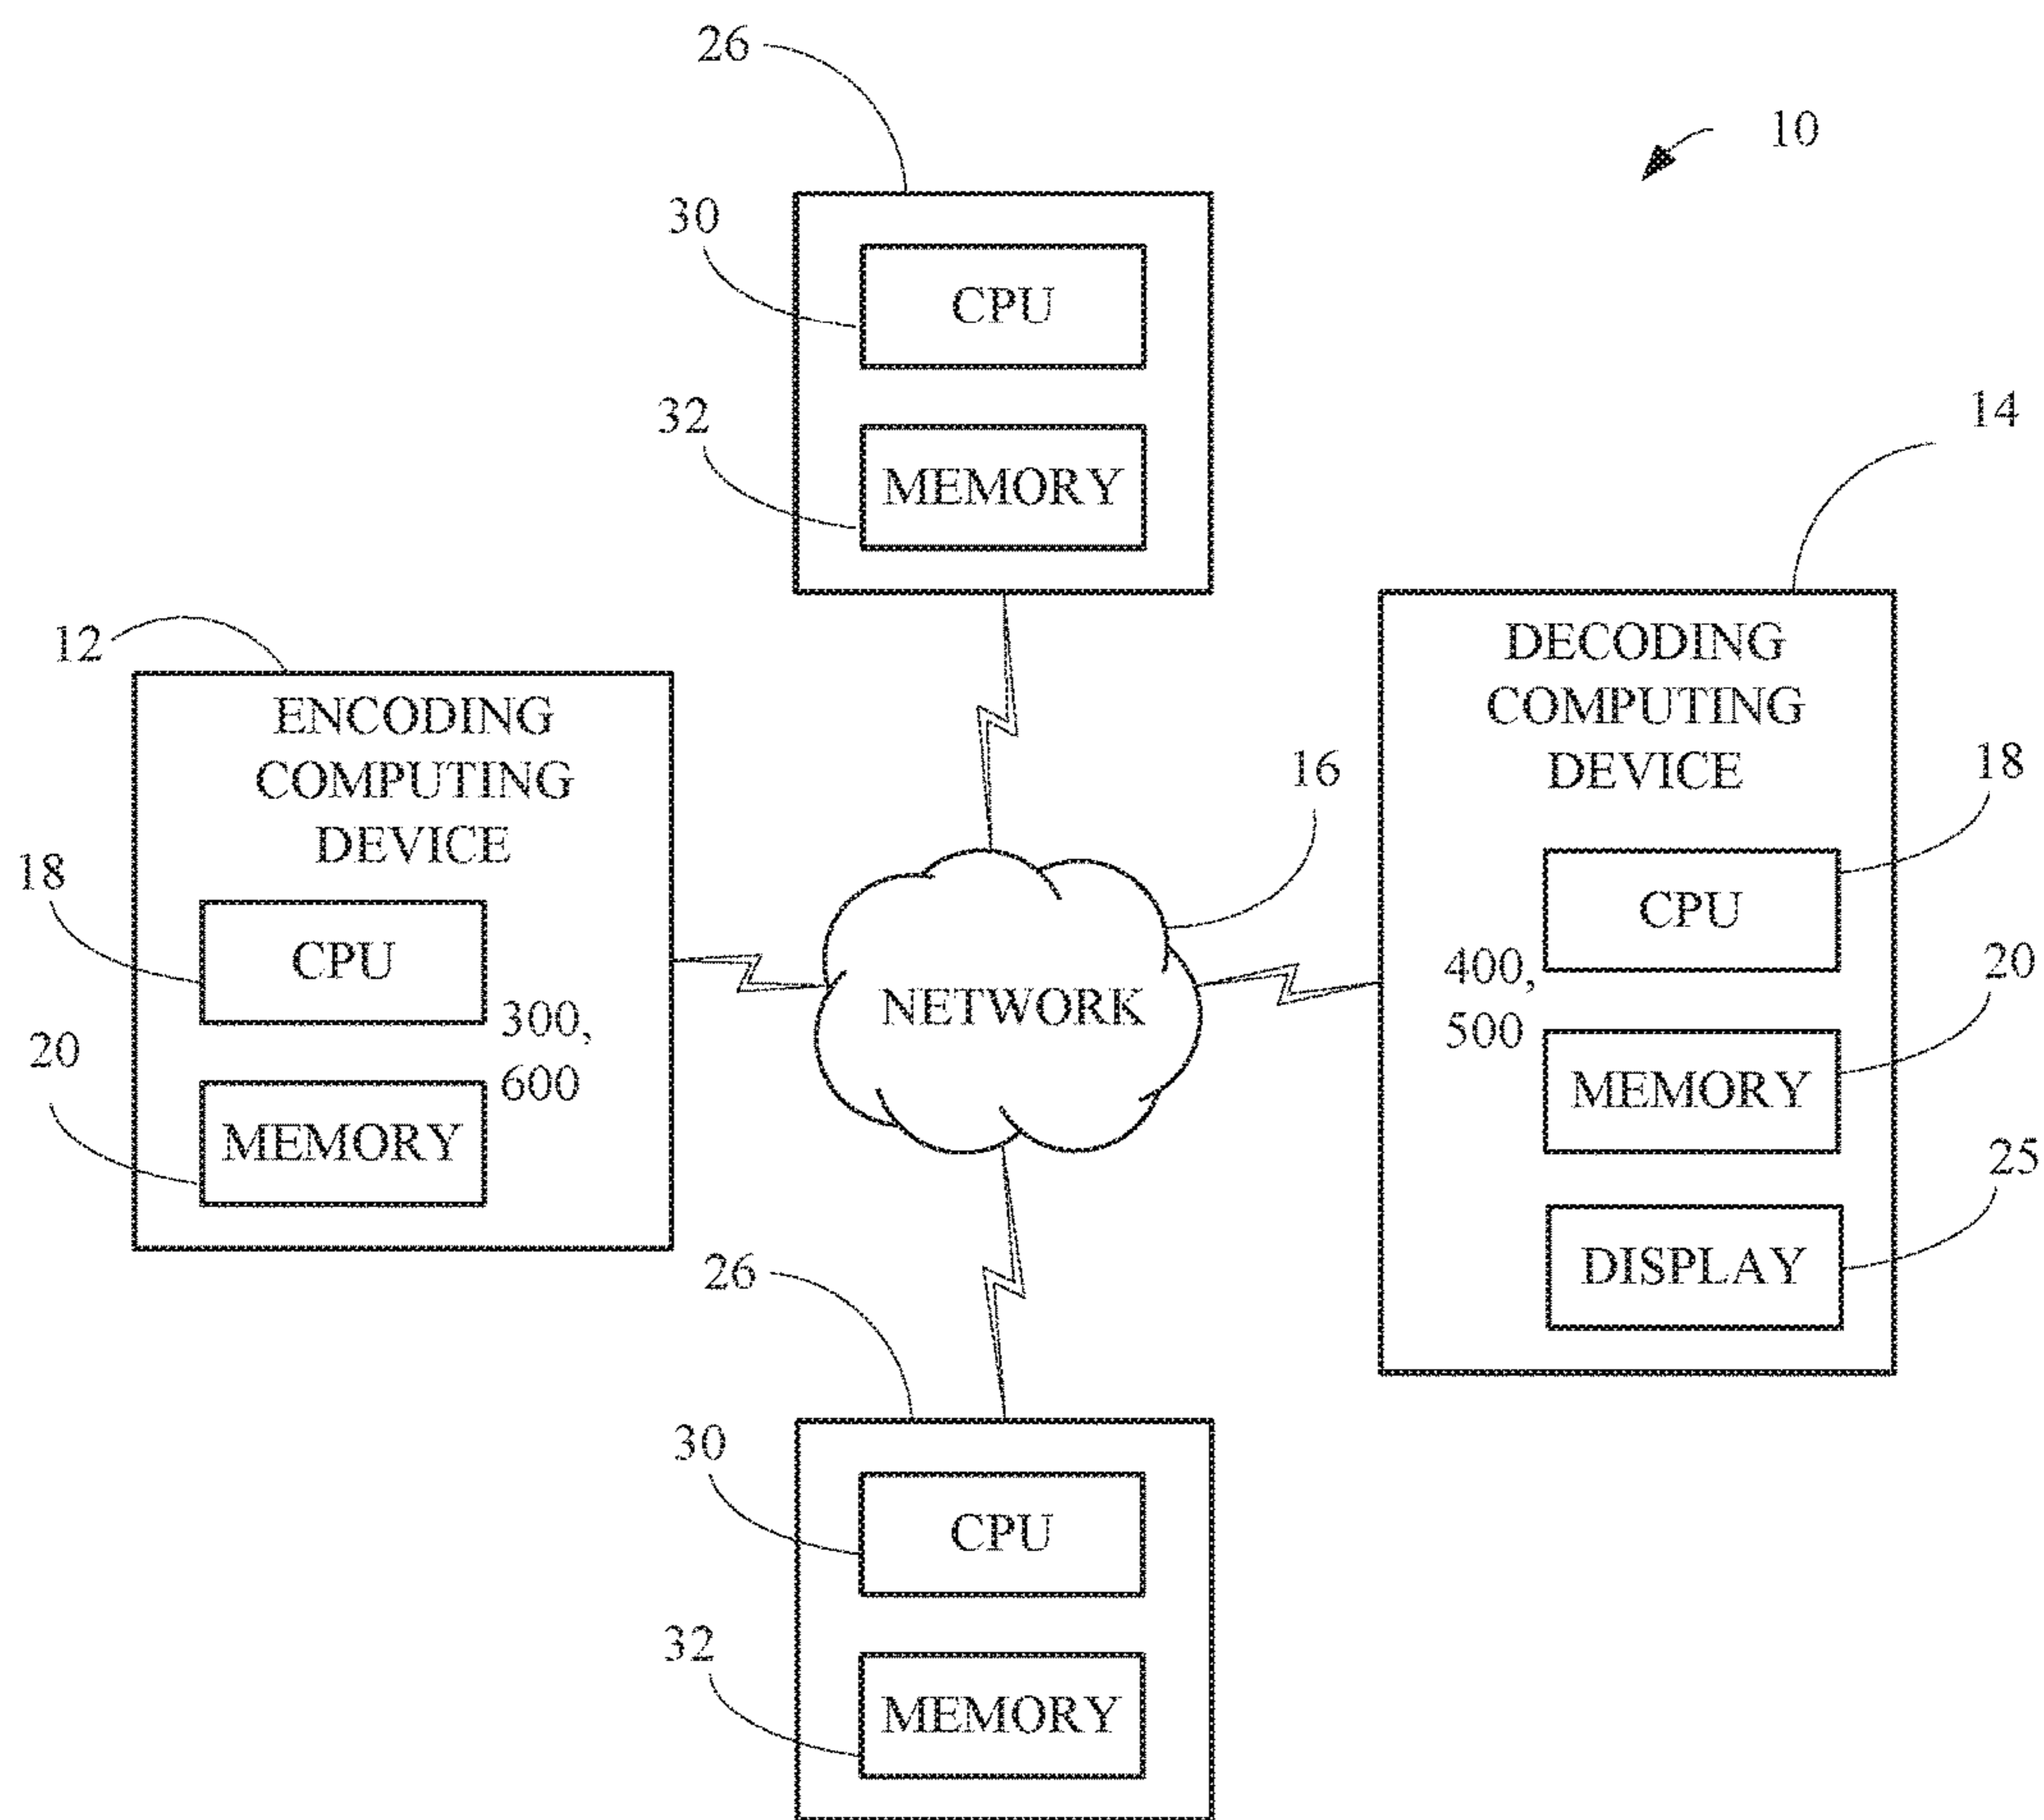 26
10
30
CPU
32
MEMORY
14
12
ENCODING
COMPUTING
DEVICE
18
CPU
300,
600
20
MEMORY
16
NETWORK
DECODING
COMPUTING
DEVICE
18
CPU
400,
500
20
MEMORY
25
DISPLAY
26
30
CPU
32
MEMORY